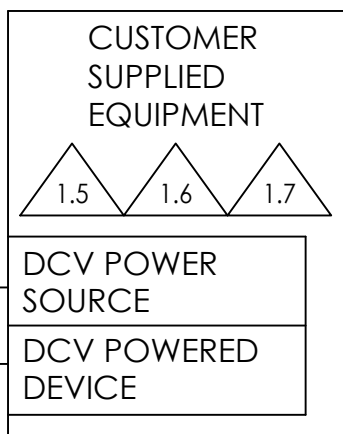 CUSTOMER
SUPPLIED
EQUIPMENT
1.5 1.6 1.7
DCV POWER
SOURCE
DCV POWERED
DEVICE